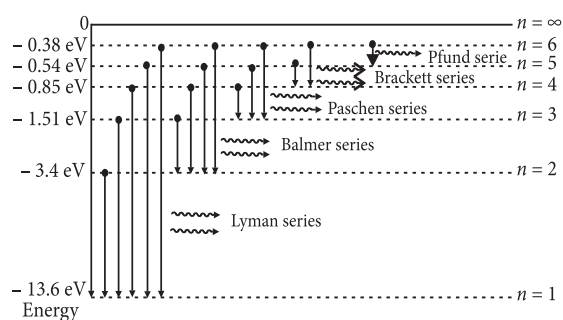 0 n = ∞
– 0.38 eV n = 6
Pfund serie
– 0.54 eV n = 5
Brackett series
– 0.85 eV n = 4
Paschen series
– 1.51 eV n = 3
Balmer series
– 3.4 eV n = 2
Lyman series
– 13.6 eV n = 1
Energy